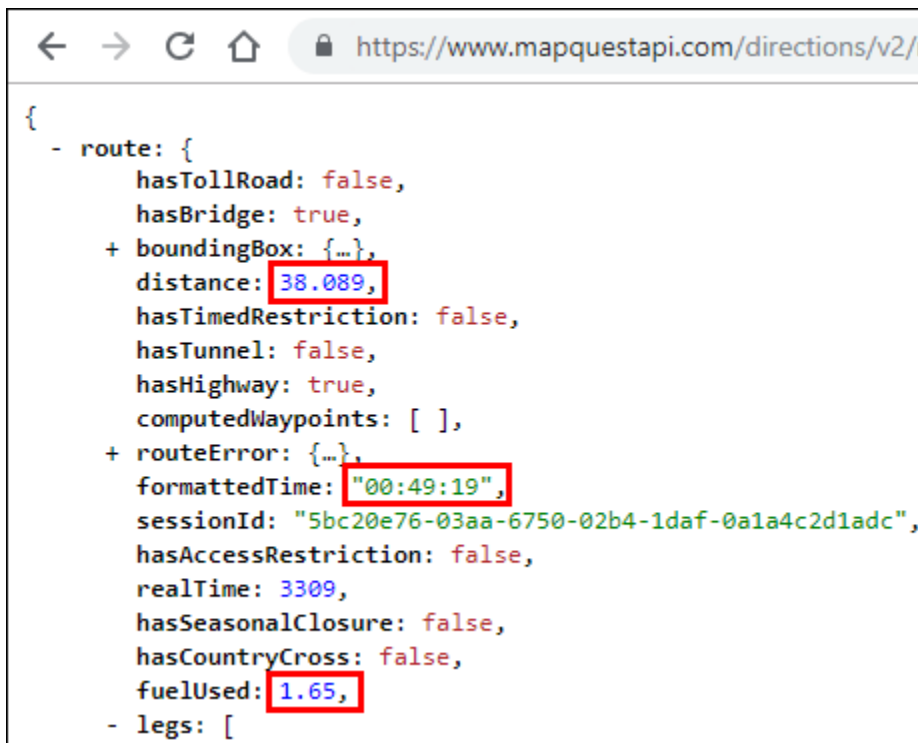 https://www.mapquestapi.com/directions/v2/
{
- route: {
hasTollRoad: false,
hasBridge: true,
+ boundingBox: {…},
distance: 38.089,
hasTimedRestriction: false,
hasTunnel: false,
hasHighway: true,
computedWaypoints: [ ],
+ routeError: {…},
formattedTime: "00:49:19",
sessionId: "5bc20e76-03aa-6750-02b4-1daf-0a1a4c2d1adc",
hasAccessRestriction: false,
realTime: 3309,
hasSeasonalClosure: false,
hasCountryCross: false,
fuelUsed: 1.65,
- legs: [